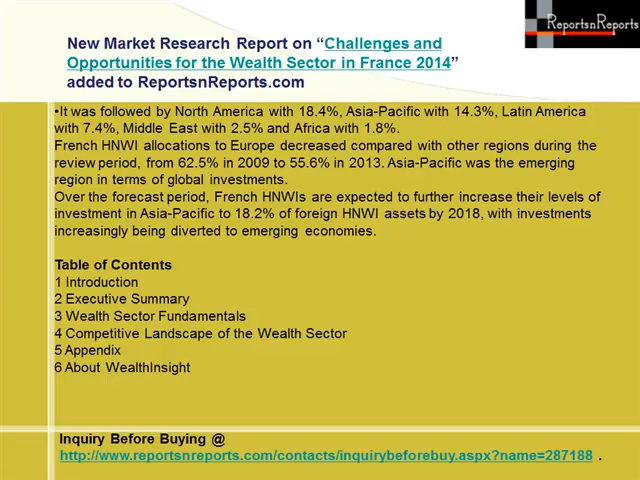 ReportsnReports
New Market Research Report on “Challenges and
Opportunities for the Wealth Sector in France 2014”
added to ReportsnReports.com
•It was followed by North America with 18.4%, Asia-Pacific with 14.3%, Latin America
with 7.4%, Middle East with 2.5% and Africa with 1.8%.
French HNWI allocations to Europe decreased compared with other regions during the
review period, from 62.5% in 2009 to 55.6% in 2013. Asia-Pacific was the emerging
region in terms of global investments.
Over the forecast period, French HNWIs are expected to further increase their levels of
investment in Asia-Pacific to 18.2% of foreign HNWI assets by 2018, with investments
increasingly being diverted to emerging economies.
Table of Contents
1 Introduction
2 Executive Summary
3 Wealth Sector Fundamentals
4 Competitive Landscape of the Wealth Sector
5 Appendix
6 About WealthInsight
Inquiry Before Buying @
http://www.reportsnreports.com/contacts/inquirybeforebuy.aspx?name=287188 .